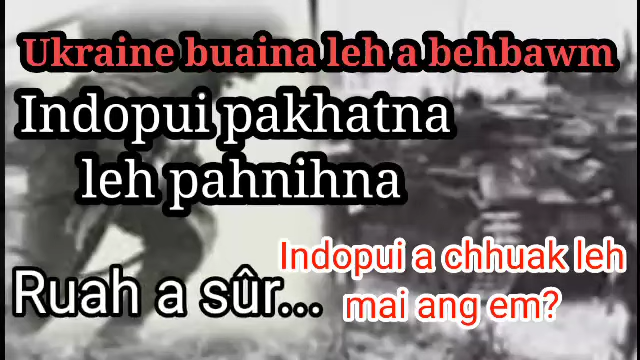 Ukraine buaina leh a behbawm
Indopui pakhatna
leh pahnihna
Indopui a chhuak leh
mai ang em?
Ruah a sûr...